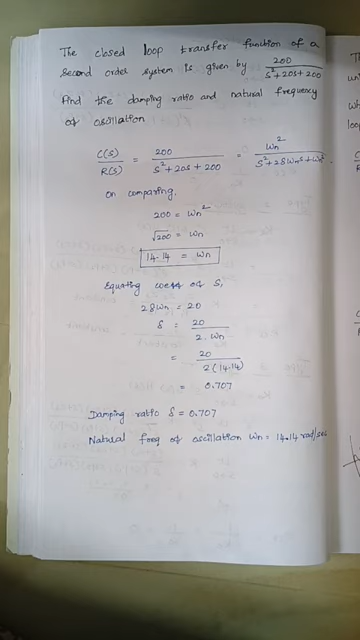 The closed loop transfer function of a
second order system is given by 200 / s² + 20s + 200
Find the damping ratio and natural frequency
of oscillation
C(s) / R(s) = 200 / s² + 20s + 200 = ωn² / s² + 2δωns + ωn²
On comparing.
200 = ωn²
√200 = ωn
14.14 = ωn
Equating coeff of S,
2δωn = 20
δ = 20 / 2.ωn
= 20 / 2(14.14)
= 0.707
Damping ratio δ = 0.707
Natural freq of oscillation ωn = 14.14 rad/sec